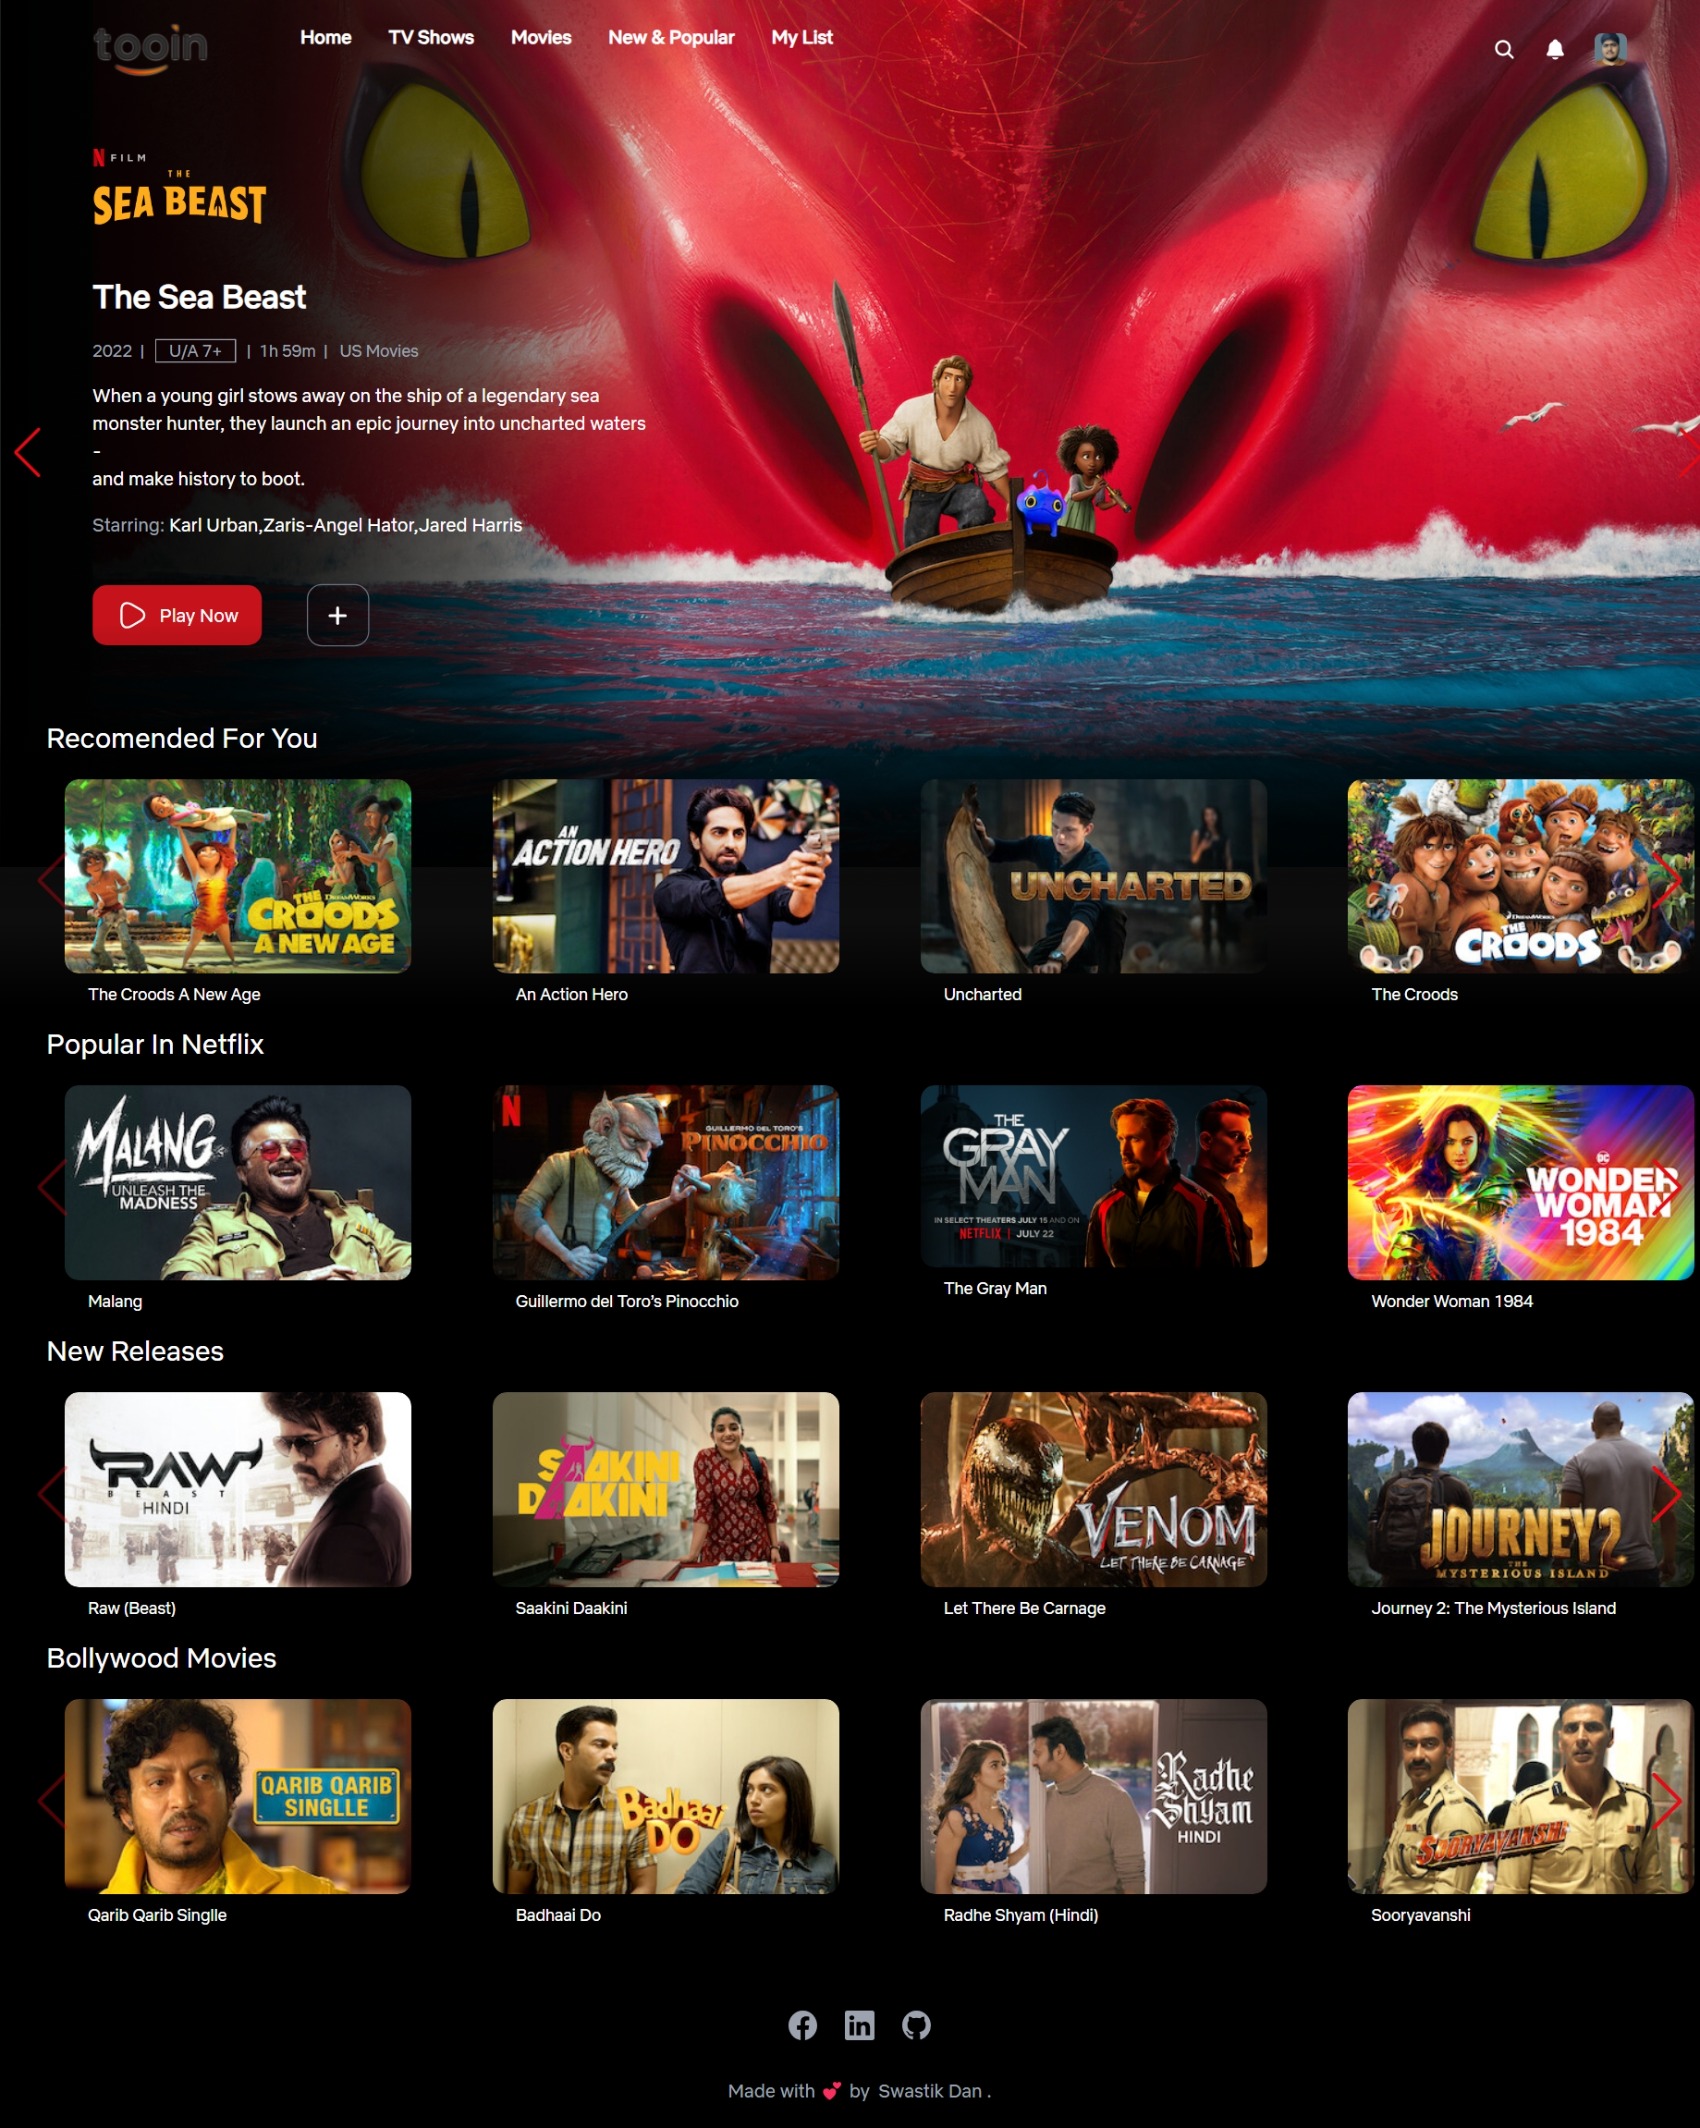 tooin
Home TV Shows Movies New & Popular My List
N FILM
THE
SEA BEAST
The Sea Beast
2022 | U/A 7+ | 1h 59m | US Movies
When a young girl stows away on the ship of a legendary sea
monster hunter, they launch an epic journey into uncharted waters
-
and make history to boot.
Starring: Karl Urban,Zaris-Angel Hator,Jared Harris
Play Now
+
Recomended For You
DREAMWORKS
THE
CROODS
A NEW AGE
AN
ACTION HERO
UNCHARTED
DREAMWORKS
THE
CROODS
The Croods A New Age
An Action Hero
Uncharted
The Croods
Popular In Netflix
MALANG
UNLEASH THE
MADNESS
N
GUILLERMO DEL TORO'S
PINOCCHIO
THE
GRAY
MAN
IN SELECT THEATERS JULY 15 AND ON
NETFLIX | JULY 22
DC
WONDER
WOMAN
1984
Malang
Guillermo del Toro's Pinocchio
The Gray Man
Wonder Woman 1984
New Releases
RAW
BEAST
HINDI
SAAKINI
DAAKINI
VENOM
LET THERE BE CARNAGE
JOURNEY 2
THE
MYSTERIOUS ISLAND
Raw (Beast)
Saakini Daakini
Let There Be Carnage
Journey 2: The Mysterious Island
Bollywood Movies
QARIB QARIB
SINGLLE
Badhaai
DO
Radhe
Shyam
HINDI
SOORYAVANSHI
Qarib Qarib Singlle
Badhaai Do
Radhe Shyam (Hindi)
Sooryavanshi
in
Made with 💕 by Swastik Dan .